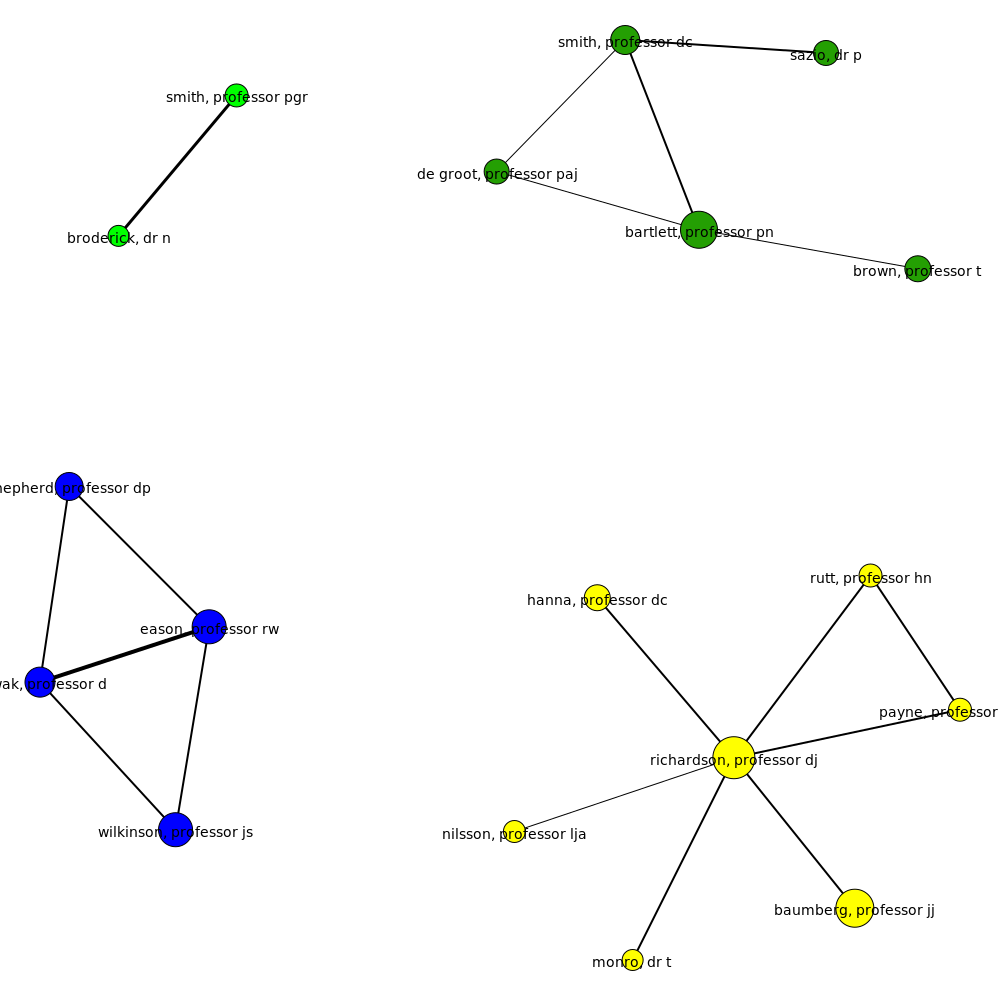 smith, professor dc
sazio, dr p
smith, professor pgr
de groot, professor paj
bartlett, professor pn
broderick, dr n
brown, professor t
hepherd, professor dp
rutt, professor hn
hanna, professor dc
eason, professor rw
wak, professor d
payne, professor
richardson, professor dj
wilkinson, professor js
nilsson, professor lja
baumberg, professor jj
monro, dr t